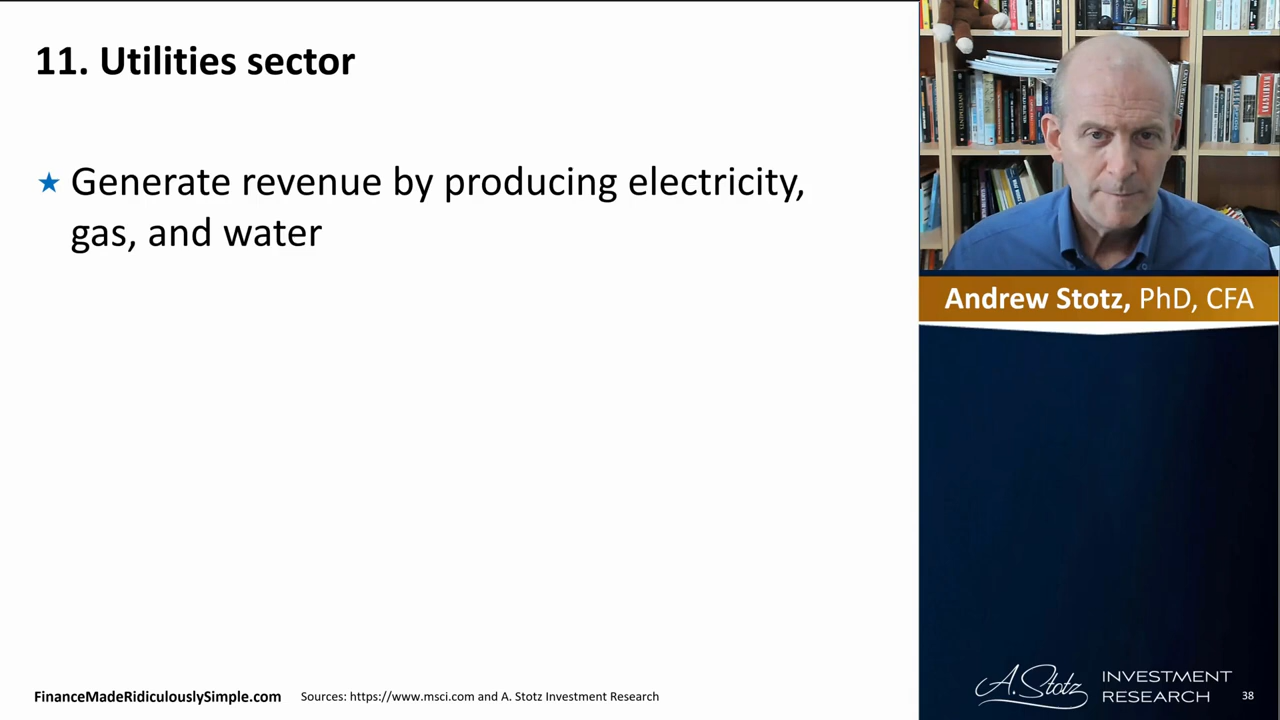 11. Utilities sector
Generate revenue by producing electricity,
gas, and water
Andrew Stotz, PhD, CFA
FinanceMadeRidiculouslySimple.com
Sources: https://www.msci.com and A. Stotz Investment Research
A. Stotz
INVESTMENT
RESEARCH
38